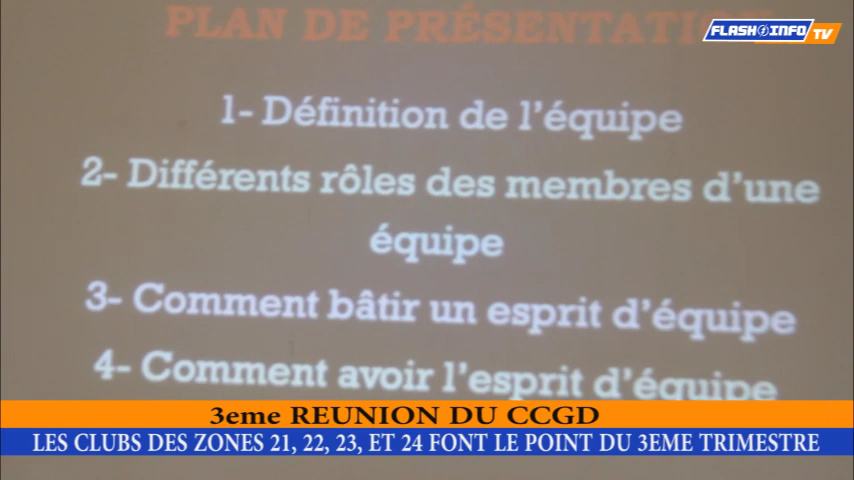 PLAN DE PRÉSENTATION
FLASH INFO TV
1- Définition de l'équipe
2- Différents rôles des membres d'une
équipe
3- Comment bâtir un esprit d'équipe
4- Comment avoir l'esprit d'équipe
3eme REUNION DU CCGD
LES CLUBS DES ZONES 21, 22, 23, ET 24 FONT LE POINT DU 3EME TRIMESTRE